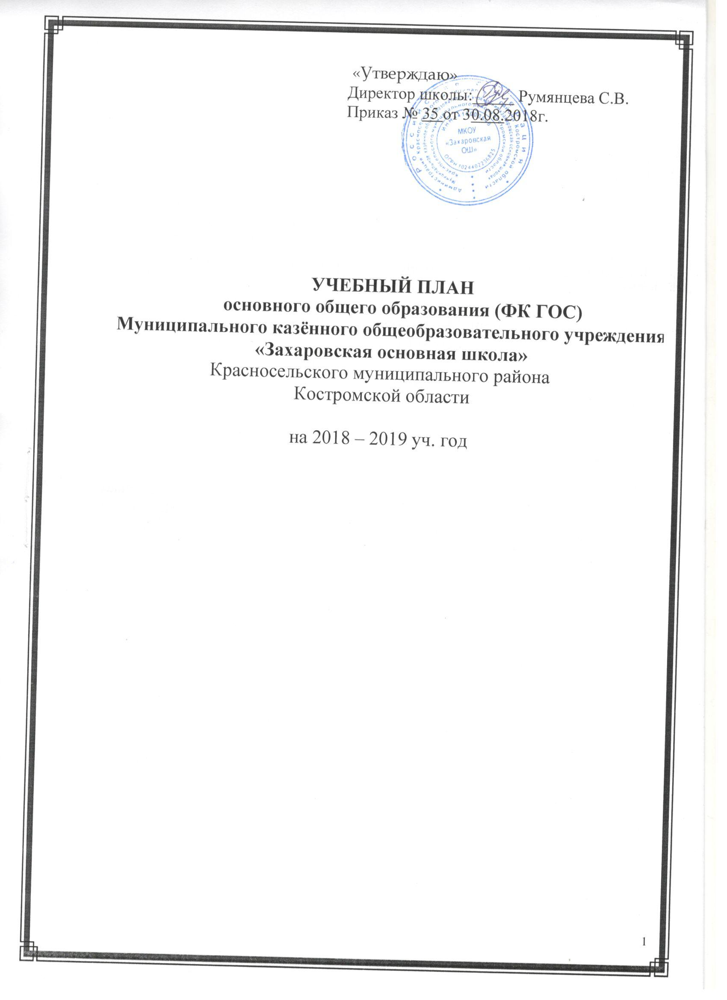 «Утверждаю»
Директор школы: Румянцева С.В.
Приказ № 35 от 30.08.2018г.
МКОУ
«Захаровская
ОШ»
ОГРН 1024402236825
УЧЕБНЫЙ ПЛАН
основного общего образования (ФК ГОС)
Муниципального казённого общеобразовательного учреждения
«Захаровская основная школа»
Красносельского муниципального района
Костромской области
на 2018 – 2019 уч. год
1